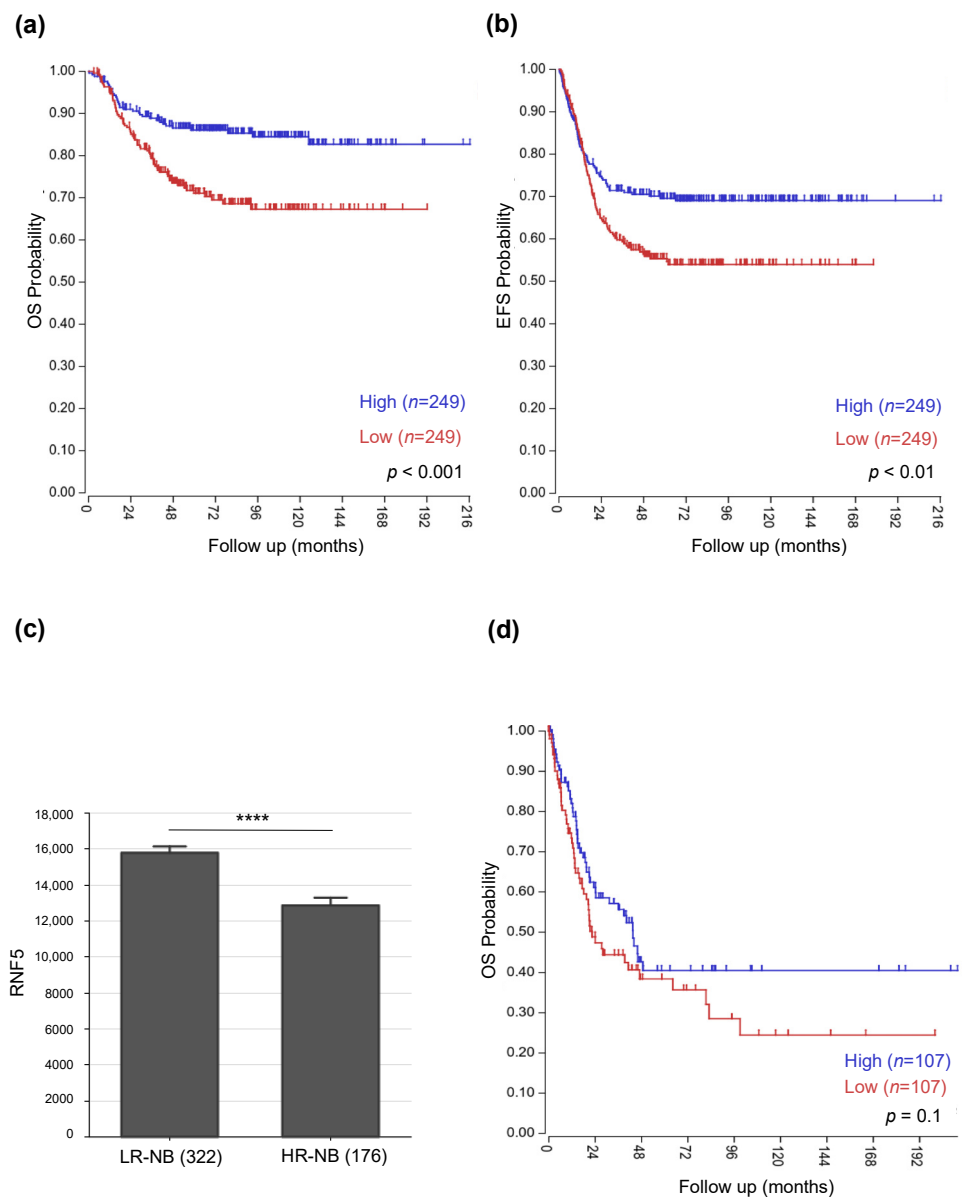 (a)
1.00
0.90
0.80
0.70
0.60
0.50
0.40
0.30
0.20
0.10
0.00
OS Probability
High (n=249)
Low (n=249)
p < 0.001
0 24 48 72 96 120 144 168 192 216
Follow up (months)
(b)
1.00
0.90
0.80
0.70
0.60
0.50
0.40
0.30
0.20
0.10
0.00
EFS Probability
High (n=249)
Low (n=249)
p < 0.01
0 24 48 72 96 120 144 168 192 216
Follow up (months)
(c)
18,000
16,000
14,000
12,000
10,000
8000
6000
4000
2000
0
RNF5
****
LR-NB (322) HR-NB (176)
(d)
1.00
0.90
0.80
0.70
0.60
0.50
0.40
0.30
0.20
0.10
0.00
OS Probability
High (n=107)
Low (n=107)
p = 0.1
0 24 48 72 96 120 144 168 192
Follow up (months)